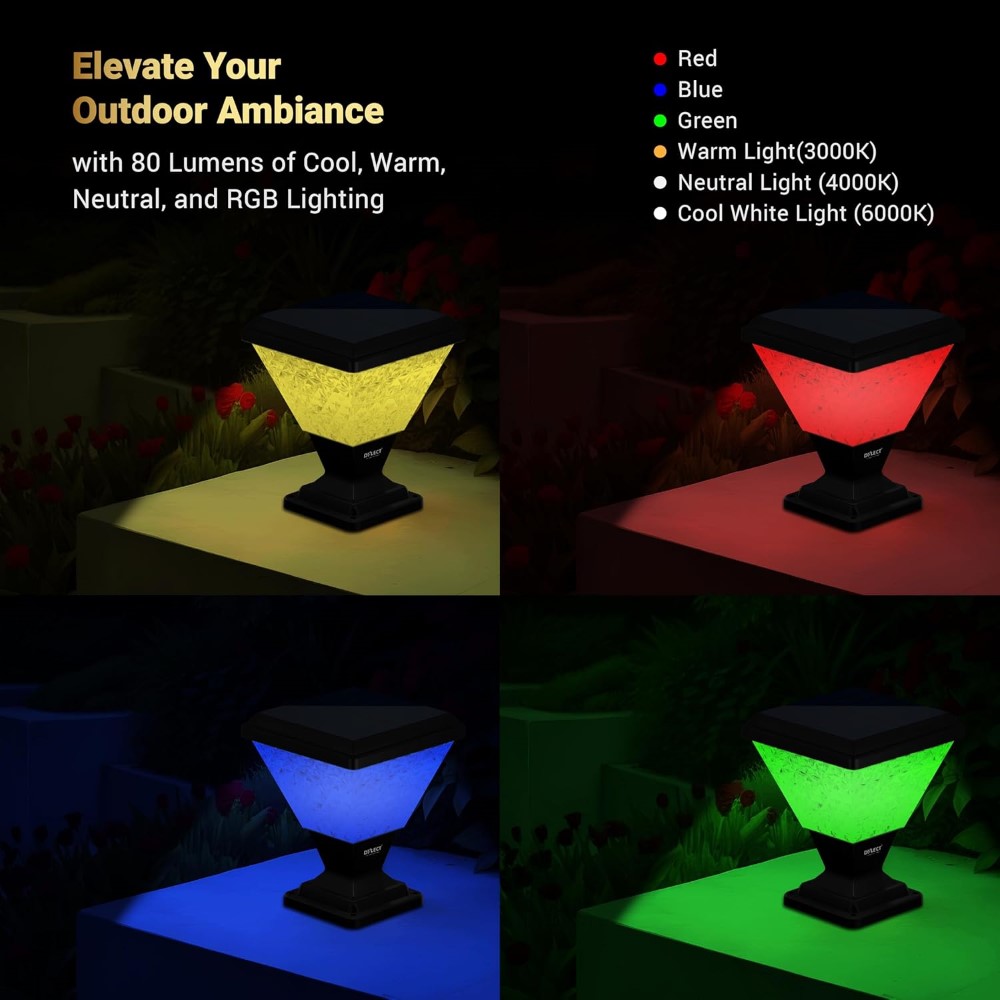 Elevate Your
Outdoor Ambiance
with 80 Lumens of Cool, Warm,
Neutral, and RGB Lighting
Red
Blue
Green
Warm Light(3000K)
Neutral Light (4000K)
Cool White Light (6000K)